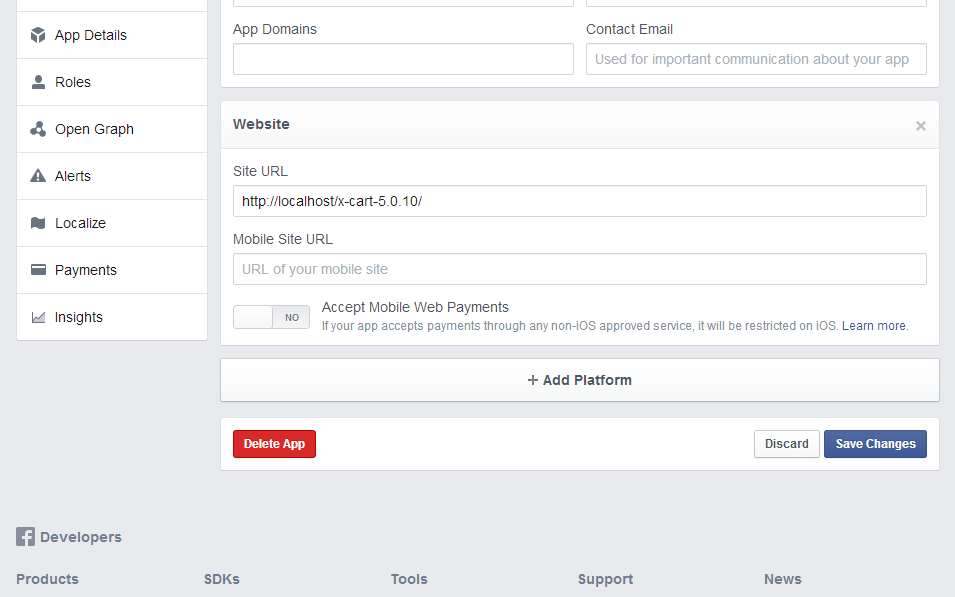 App Details
Roles
Open Graph
Alerts
Localize
Payments
Insights
App Domains
Contact Email
Used for important communication about your app
Website
Site URL
http://localhost/x-cart-5.0.10/
Mobile Site URL
URL of your mobile site
NO
Accept Mobile Web Payments
If your app accepts payments through any non-iOS approved service, it will be restricted on iOS. Learn more.
+ Add Platform
Delete App
Discard
Save Changes
Developers
Products
SDKs
Tools
Support
News